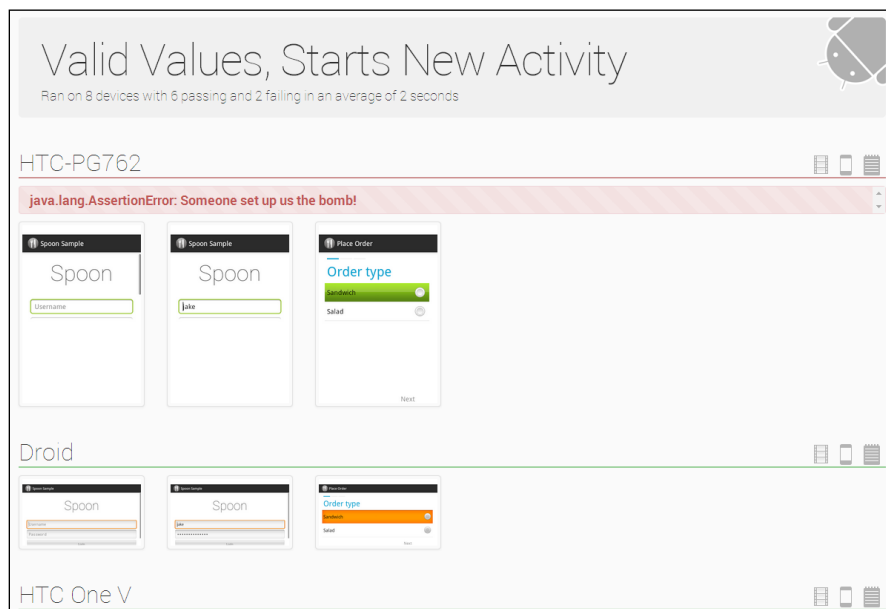 Valid Values, Starts New Activity
Ran on 8 devices with 6 passing and 2 failing in an average of 2 seconds
HTC-PG762
java.lang.AssertionError: Someone set up us the bomb!
Spoon Sample
Spoon
Username
Spoon Sample
Spoon
jake
Place Order
Order type
Sandwich
Salad
Next
Droid
Spoon Sample
Spoon
Username
Password
Spoon Sample
Spoon
jake
Place Order
Order type
Sandwich
Salad
Next
HTC One V